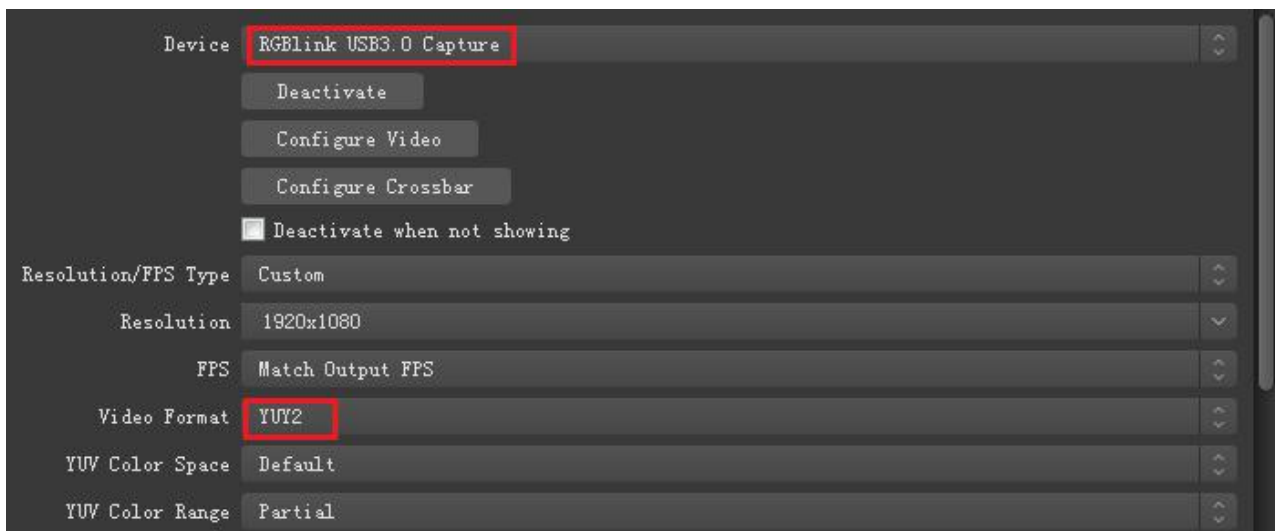 Device RGBlink USB3.0 Capture
Deactivate
Configure Video
Configure Crossbar
Deactivate when not showing
Resolution/FPS Type Custom
Resolution 1920x1080
FPS Match Output FPS
Video Format YUY2
YUV Color Space Default
YUV Color Range Partial